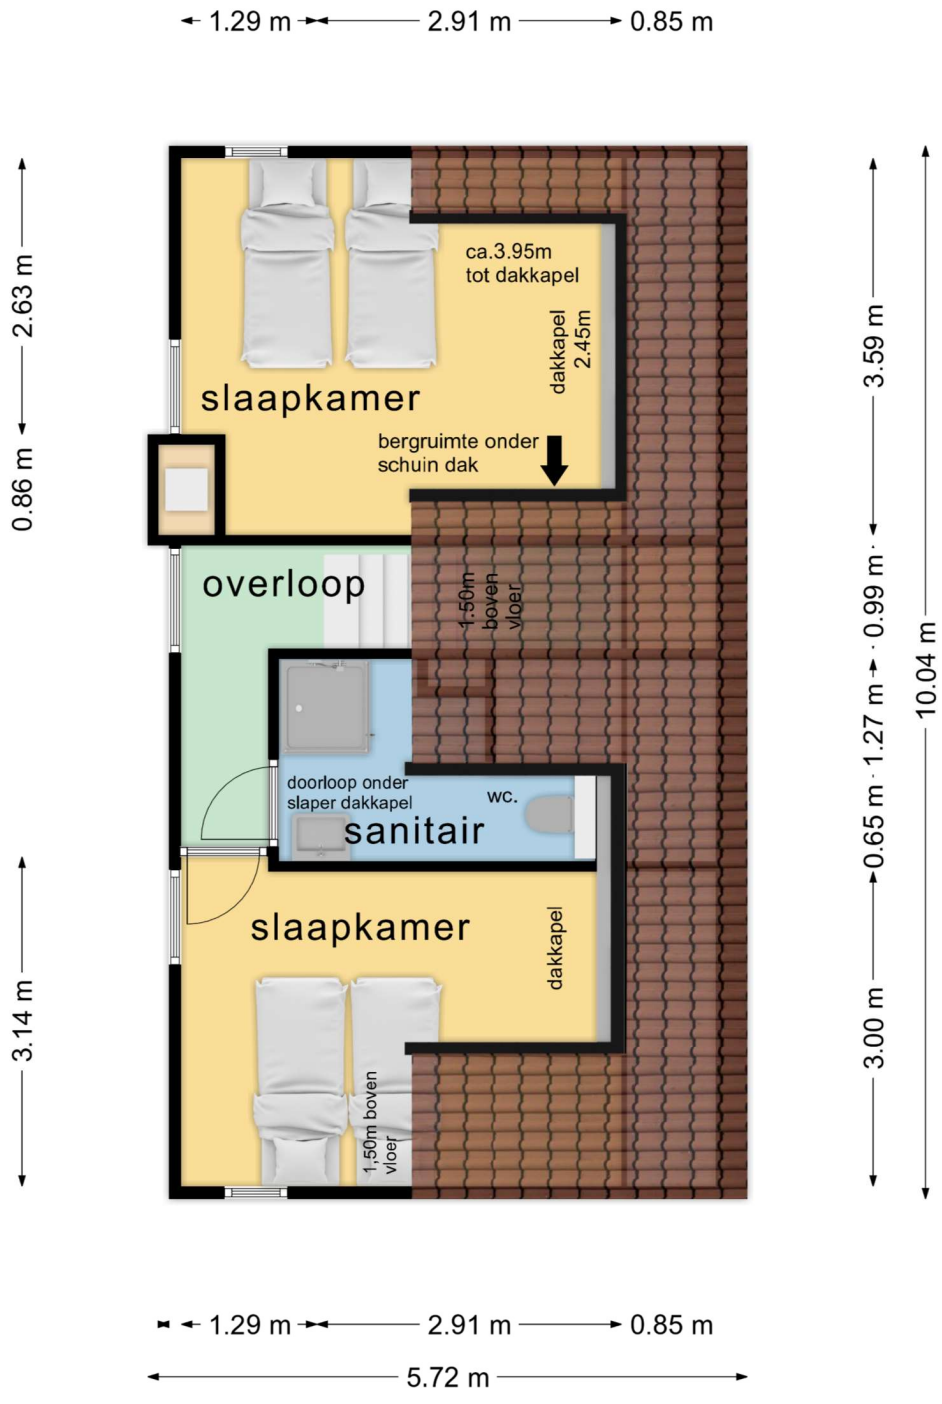 1.29 m
2.91 m
0.85 m
2.63 m
0.86 m
3.14 m
ca.3.95m
tot dakkapel
dakkapel
2.45m
slaapkamer
bergruimte onder
schuin dak
overloop
1.50m
boven
vloer
doorloop onder
slaper dakkapel
wc.
sanitair
slaapkamer
dakkapel
1,50m boven
vloer
3.59 m
0.99 m
1.27 m
0.65 m
3.00 m
10.04 m
1.29 m
2.91 m
0.85 m
5.72 m